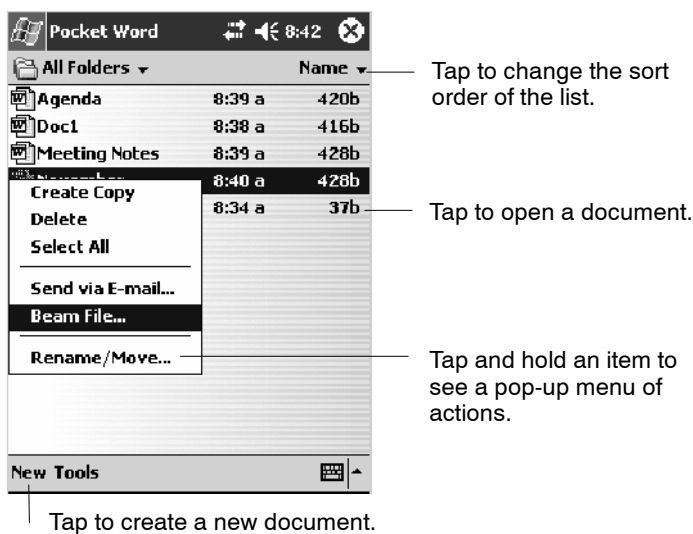 Pocket Word 8:42
All Folders Name
Agenda 8:39 a 420b
Doc1 8:38 a 416b
Meeting Notes 8:39 a 428b
8:40 a 428b
8:34 a 37b
Create Copy
Delete
Select All
Send via E-mail...
Beam File...
Rename/Move...
New Tools
Tap to change the sort
order of the list.
Tap to open a document.
Tap and hold an item to
see a pop-up menu of
actions.
Tap to create a new document.